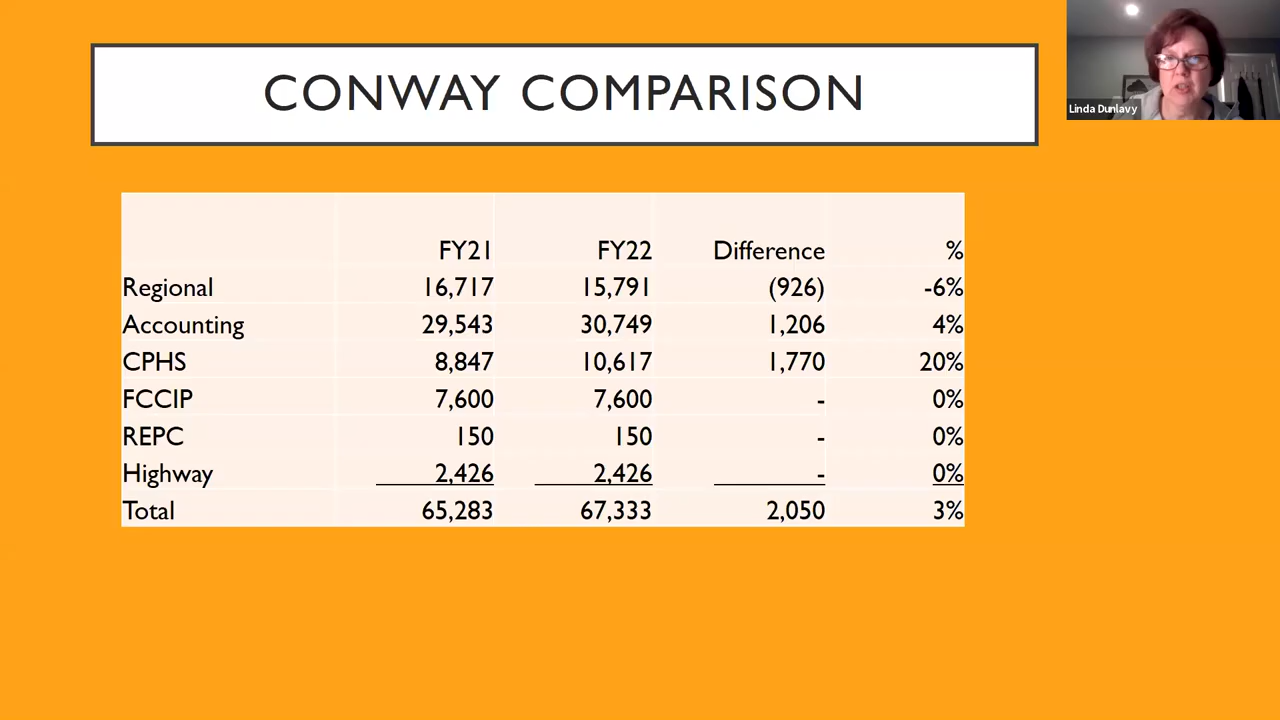 CONWAY COMPARISON
Linda Dunlavy
FY21 FY22 Difference %
Regional 16,717 15,791 (926) -6%
Accounting 29,543 30,749 1,206 4%
CPHS 8,847 10,617 1,770 20%
FCCIP 7,600 7,600 - 0%
REPC 150 150 - 0%
Highway 2,426 2,426 - 0%
Total 65,283 67,333 2,050 3%